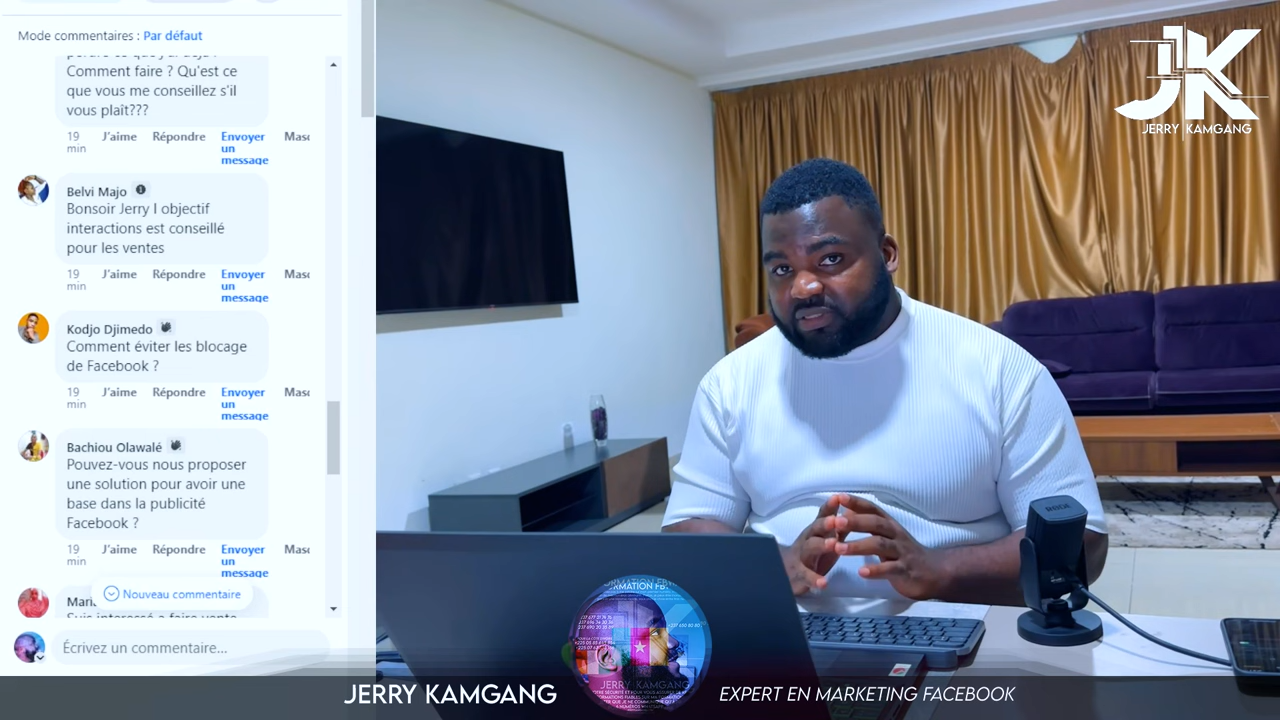 Mode commentaires : Par défaut
Comment faire ? Qu'est ce
que vous me conseillez s'il
vous plaît???
19 min J'aime Répondre Envoyer un message
Belvi Majo
Bonsoir Jerry l objectif
interactions est conseillé
pour les ventes
19 min J'aime Répondre Envoyer un message
Kodjo Djimedo
Comment éviter les blocage
de Facebook ?
19 min J'aime Répondre Envoyer un message
Bachiou Olawalé
Pouvez-vous nous proposer
une solution pour avoir une
base dans la publicité
Facebook ?
19 min J'aime Répondre Envoyer un message
Nouveau commentaire
Écrivez un commentaire...
JK
JERRY KAMGANG
RODE
JERRY KAMGANG
JERRY KAMGANG
EXPERT EN MARKETING FACEBOOK